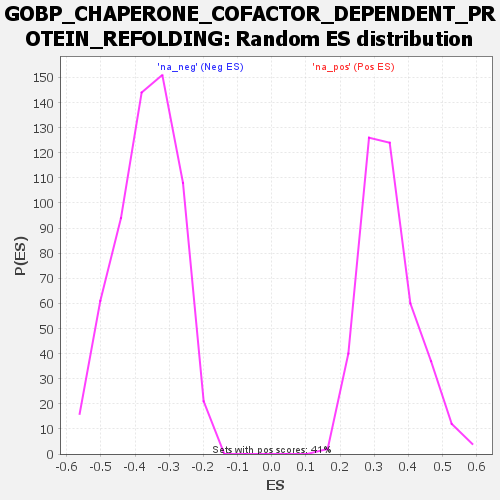 GOBP_CHAPERONE_COFACTOR_DEPENDENT_PR
OTEIN_REFOLDING: Random ES distribution
'na_neg' (Neg ES) 'na_pos' (Pos ES)
150
140
130
120
110
100
90
80
70
60
50
40
30
20
10
0
P(ES)
Sets with pos scores: 41%
-0.6 -0.5 -0.4 -0.3 -0.2 -0.1 0.0 0.1 0.2 0.3 0.4 0.5 0.6
ES